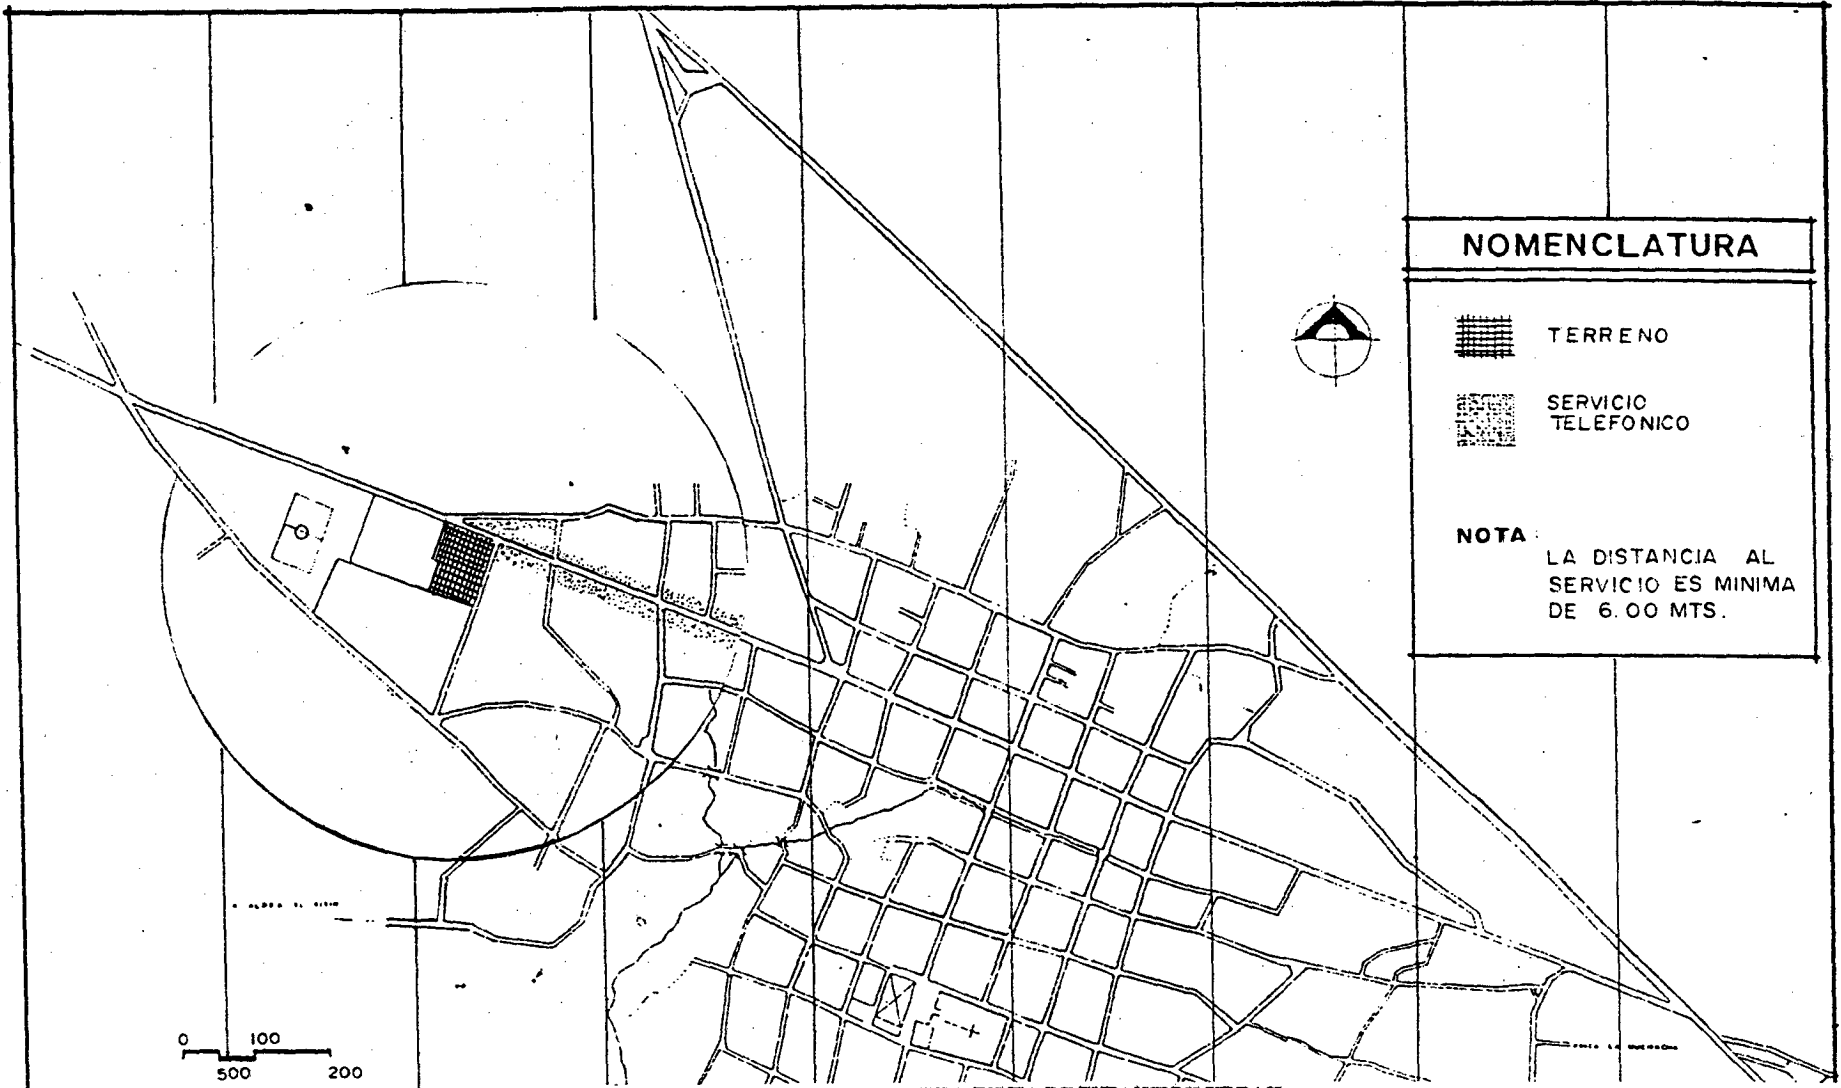 NOMENCLATURA
TERRENO
SERVICIO
TELEFONICO
NOTA:
LA DISTANCIA AL
SERVICIO ES MINIMA
DE 6.00 MTS.
0 100
500 200